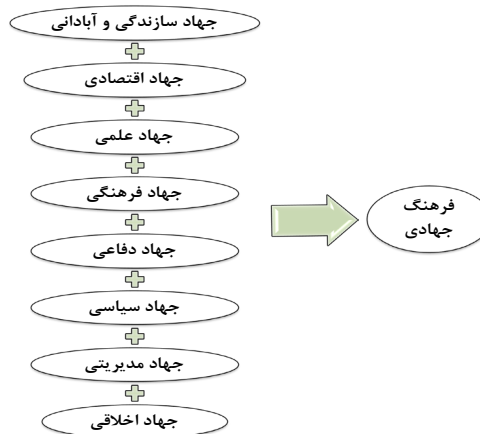 جهاد سازندگی و آبادانی
جهاد اقتصادی
جهاد علمی
جهاد فرهنگی
جهاد دفاعی
جهاد سیاسی
جهاد مدیریتی
جهاد اخلاقی
فرهنگ
جهادی